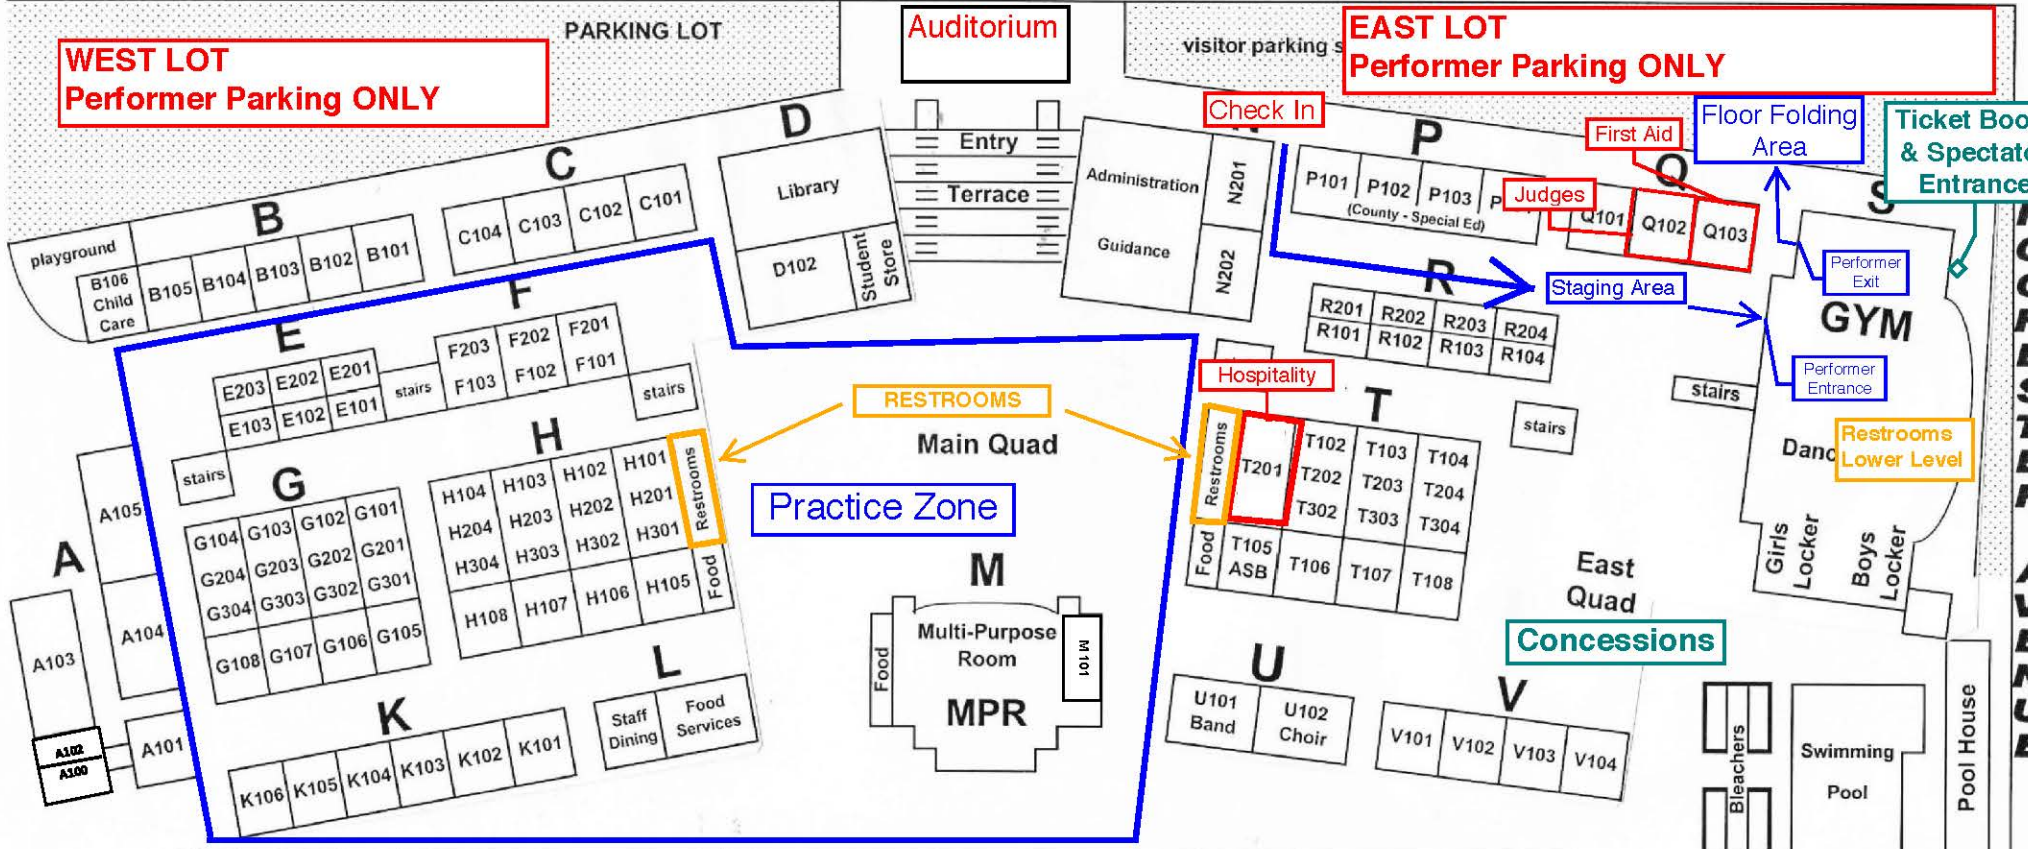 PARKING LOT
WEST LOT
Performer Parking ONLY
Auditorium
visitor parking
EAST LOT
Performer Parking ONLY
Check In
First Aid
Floor Folding
Area
Ticket
& 
Entrance
Judges
D
C
B
P
Q
S
Entry
Terrace
Library
D102
Student
Store
Administration
Guidance
N201
N202
P101
P102
P103
(County - Special Ed)
Q101
Q102
Q103
C104
C103
C102
C101
playground
B106
Child
Care
B105
B104
B103
B102
B101
Performer
Exit
Staging Area
GYM
R
R201
R202
R203
R204
R101
R102
R103
R104
Performer
Entrance
stairs
stairs
Restrooms
Lower Level
Girls
Locker
Boys
Locker
E
F
E203
E202
E201
E103
E102
E101
stairs
F203
F202
F201
F103
F102
F101
stairs
stairs
RESTROOMS
Main Quad
Practice Zone
Hospitality
T
Restrooms
T201
T102
T103
T104
T202
T203
T204
T302
T303
T304
Food
T105
ASB
T106
T107
T108
G
G104
G103
G102
G101
G204
G203
G202
G201
G304
G303
G302
G301
G108
G107
G106
G105
H
H104
H103
H102
H101
H204
H203
H202
H201
H304
H303
H302
H301
H108
H107
H106
H105
Restrooms
Food
A
A105
A104
A103
A102
A100
A101
M
Multi-Purpose
Room
MPR
Food
M101
East
Quad
Concessions
K
K106
K105
K104
K103
K102
K101
L
Staff
Dining
Food
Services
U
U101
Band
U102
Choir
V
V101
V102
V103
V104
Bleachers
Swimming
Pool
Pool House